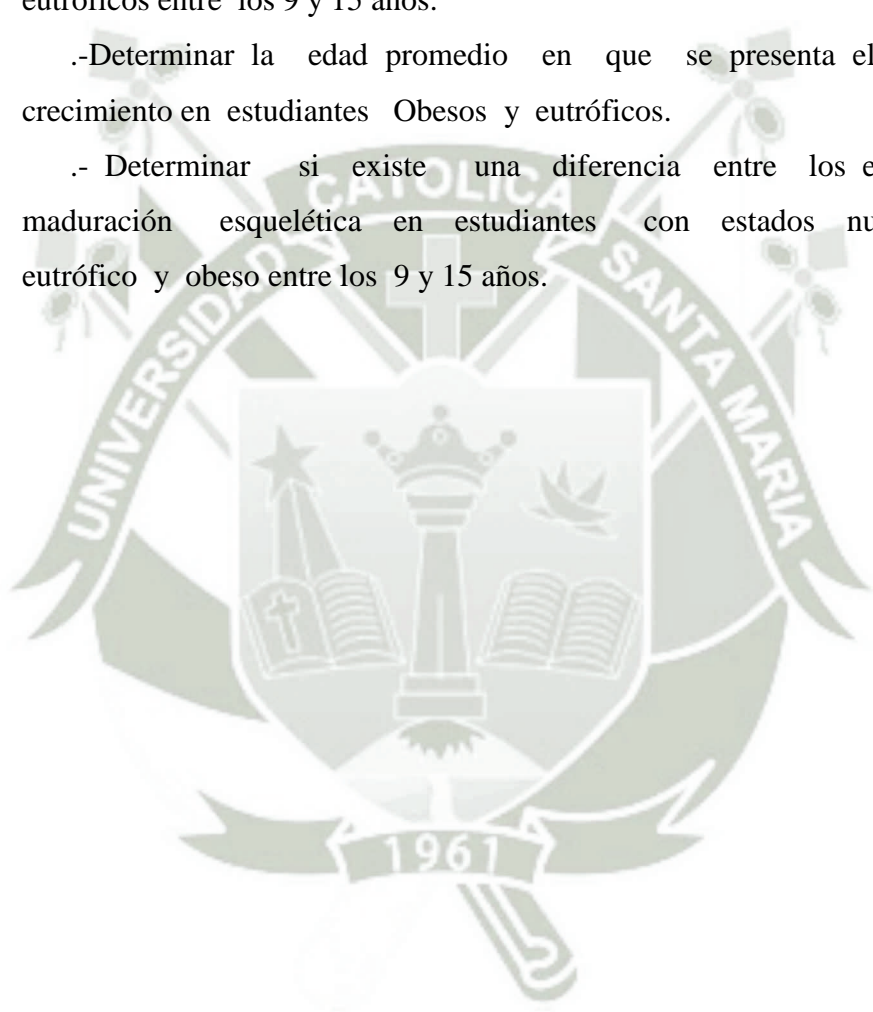 eutróficos entre los 9 y 15 años.
.-Determinar la edad promedio en que se presenta el
crecimiento en estudiantes Obesos y eutróficos.
.- Determinar si existe una diferencia entre los
maduración esquelética en estudiantes con estados
eutrófico y obeso entre los 9 y 15 años.
UNIVERSIDAD CATOLICA SANTA MARIA
1961